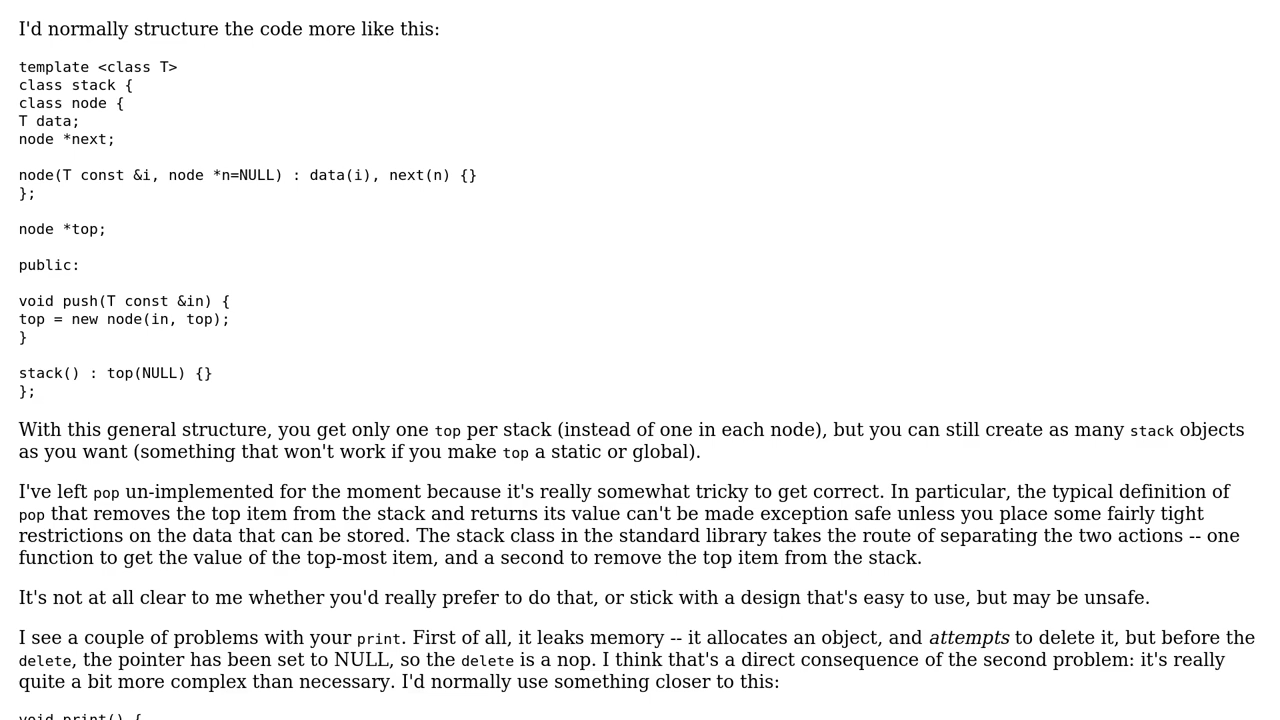 I'd normally structure the code more like this:
template <class T>
class stack {
class node {
T data;
node *next;
node(T const &i, node *n=NULL) : data(i), next(n) {}
};
node *top;
public:
void push(T const &in) {
top = new node(in, top);
}
stack() : top(NULL) {}
};
With this general structure, you get only one top per stack (instead of one in each node), but you can still create as many stack objects
as you want (something that won't work if you make top a static or global).
I've left pop un-implemented for the moment because it's really somewhat tricky to get correct. In particular, the typical definition of
pop that removes the top item from the stack and returns its value can't be made exception safe unless you place some fairly tight
restrictions on the data that can be stored. The stack class in the standard library takes the route of separating the two actions -- one
function to get the value of the top-most item, and a second to remove the top item from the stack.
It's not at all clear to me whether you'd really prefer to do that, or stick with a design that's easy to use, but may be unsafe.
I see a couple of problems with your print. First of all, it leaks memory -- it allocates an object, and attempts to delete it, but before the
delete, the pointer has been set to NULL, so the delete is a nop. I think that's a direct consequence of the second problem: it's really
quite a bit more complex than necessary. I'd normally use something closer to this:
void print() {